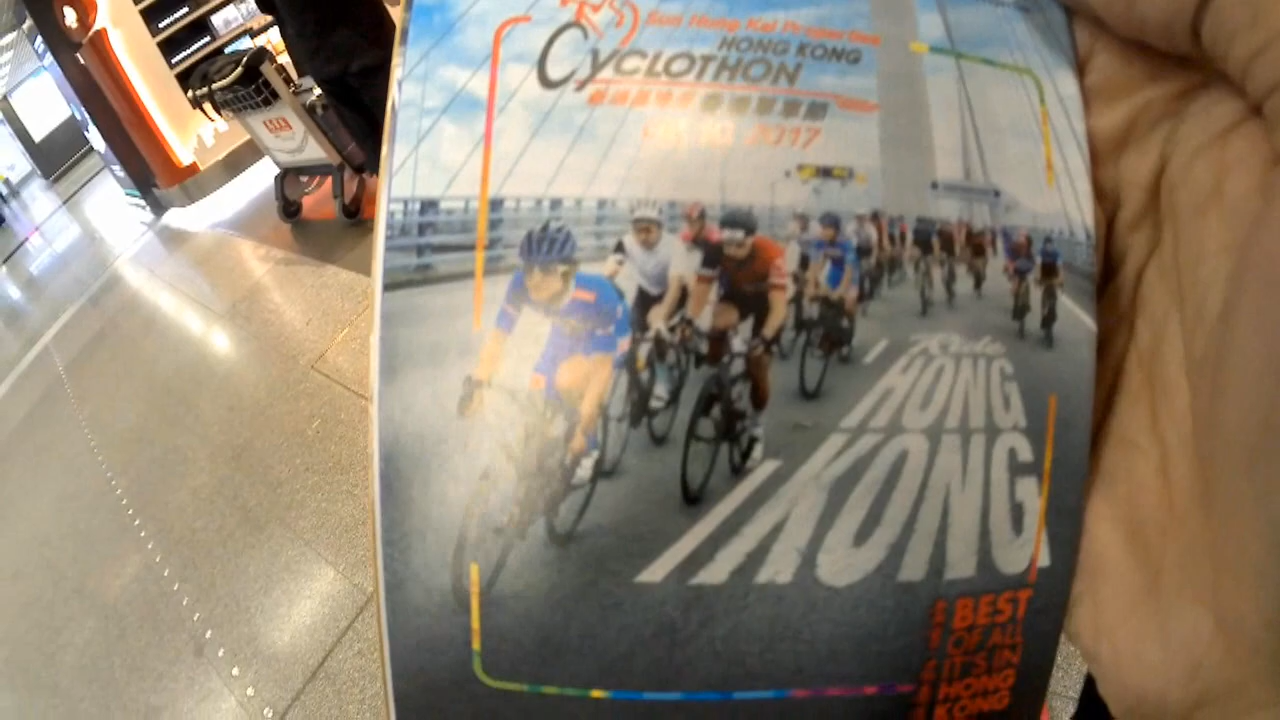 Sun Hung Kai Properties
HONG KONG
CYCLOTHON
2017
Ride
HONG
KONG
BEST
OF ALL
IT'S IN
HONG
KONG